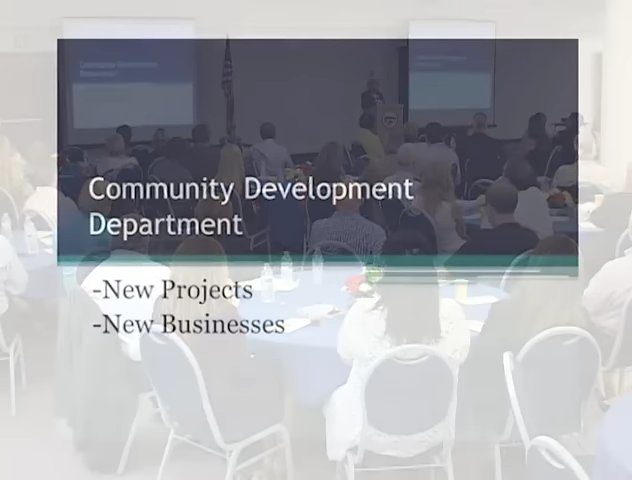 Community Development
Department
-New Projects
-New Businesses